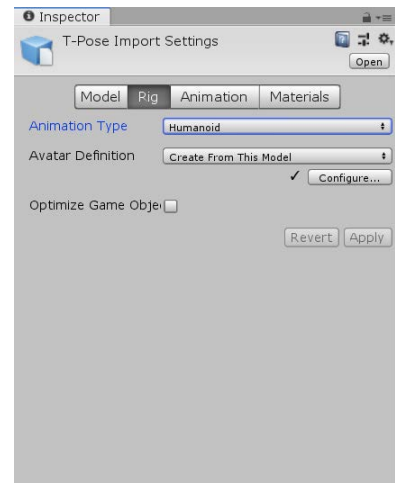 Inspector
T-Pose Import Settings
Open
Model Rig Animation Materials
Animation Type Humanoid
Avatar Definition Create From This Model
✓ Configure...
Optimize Game Obje
Revert Apply